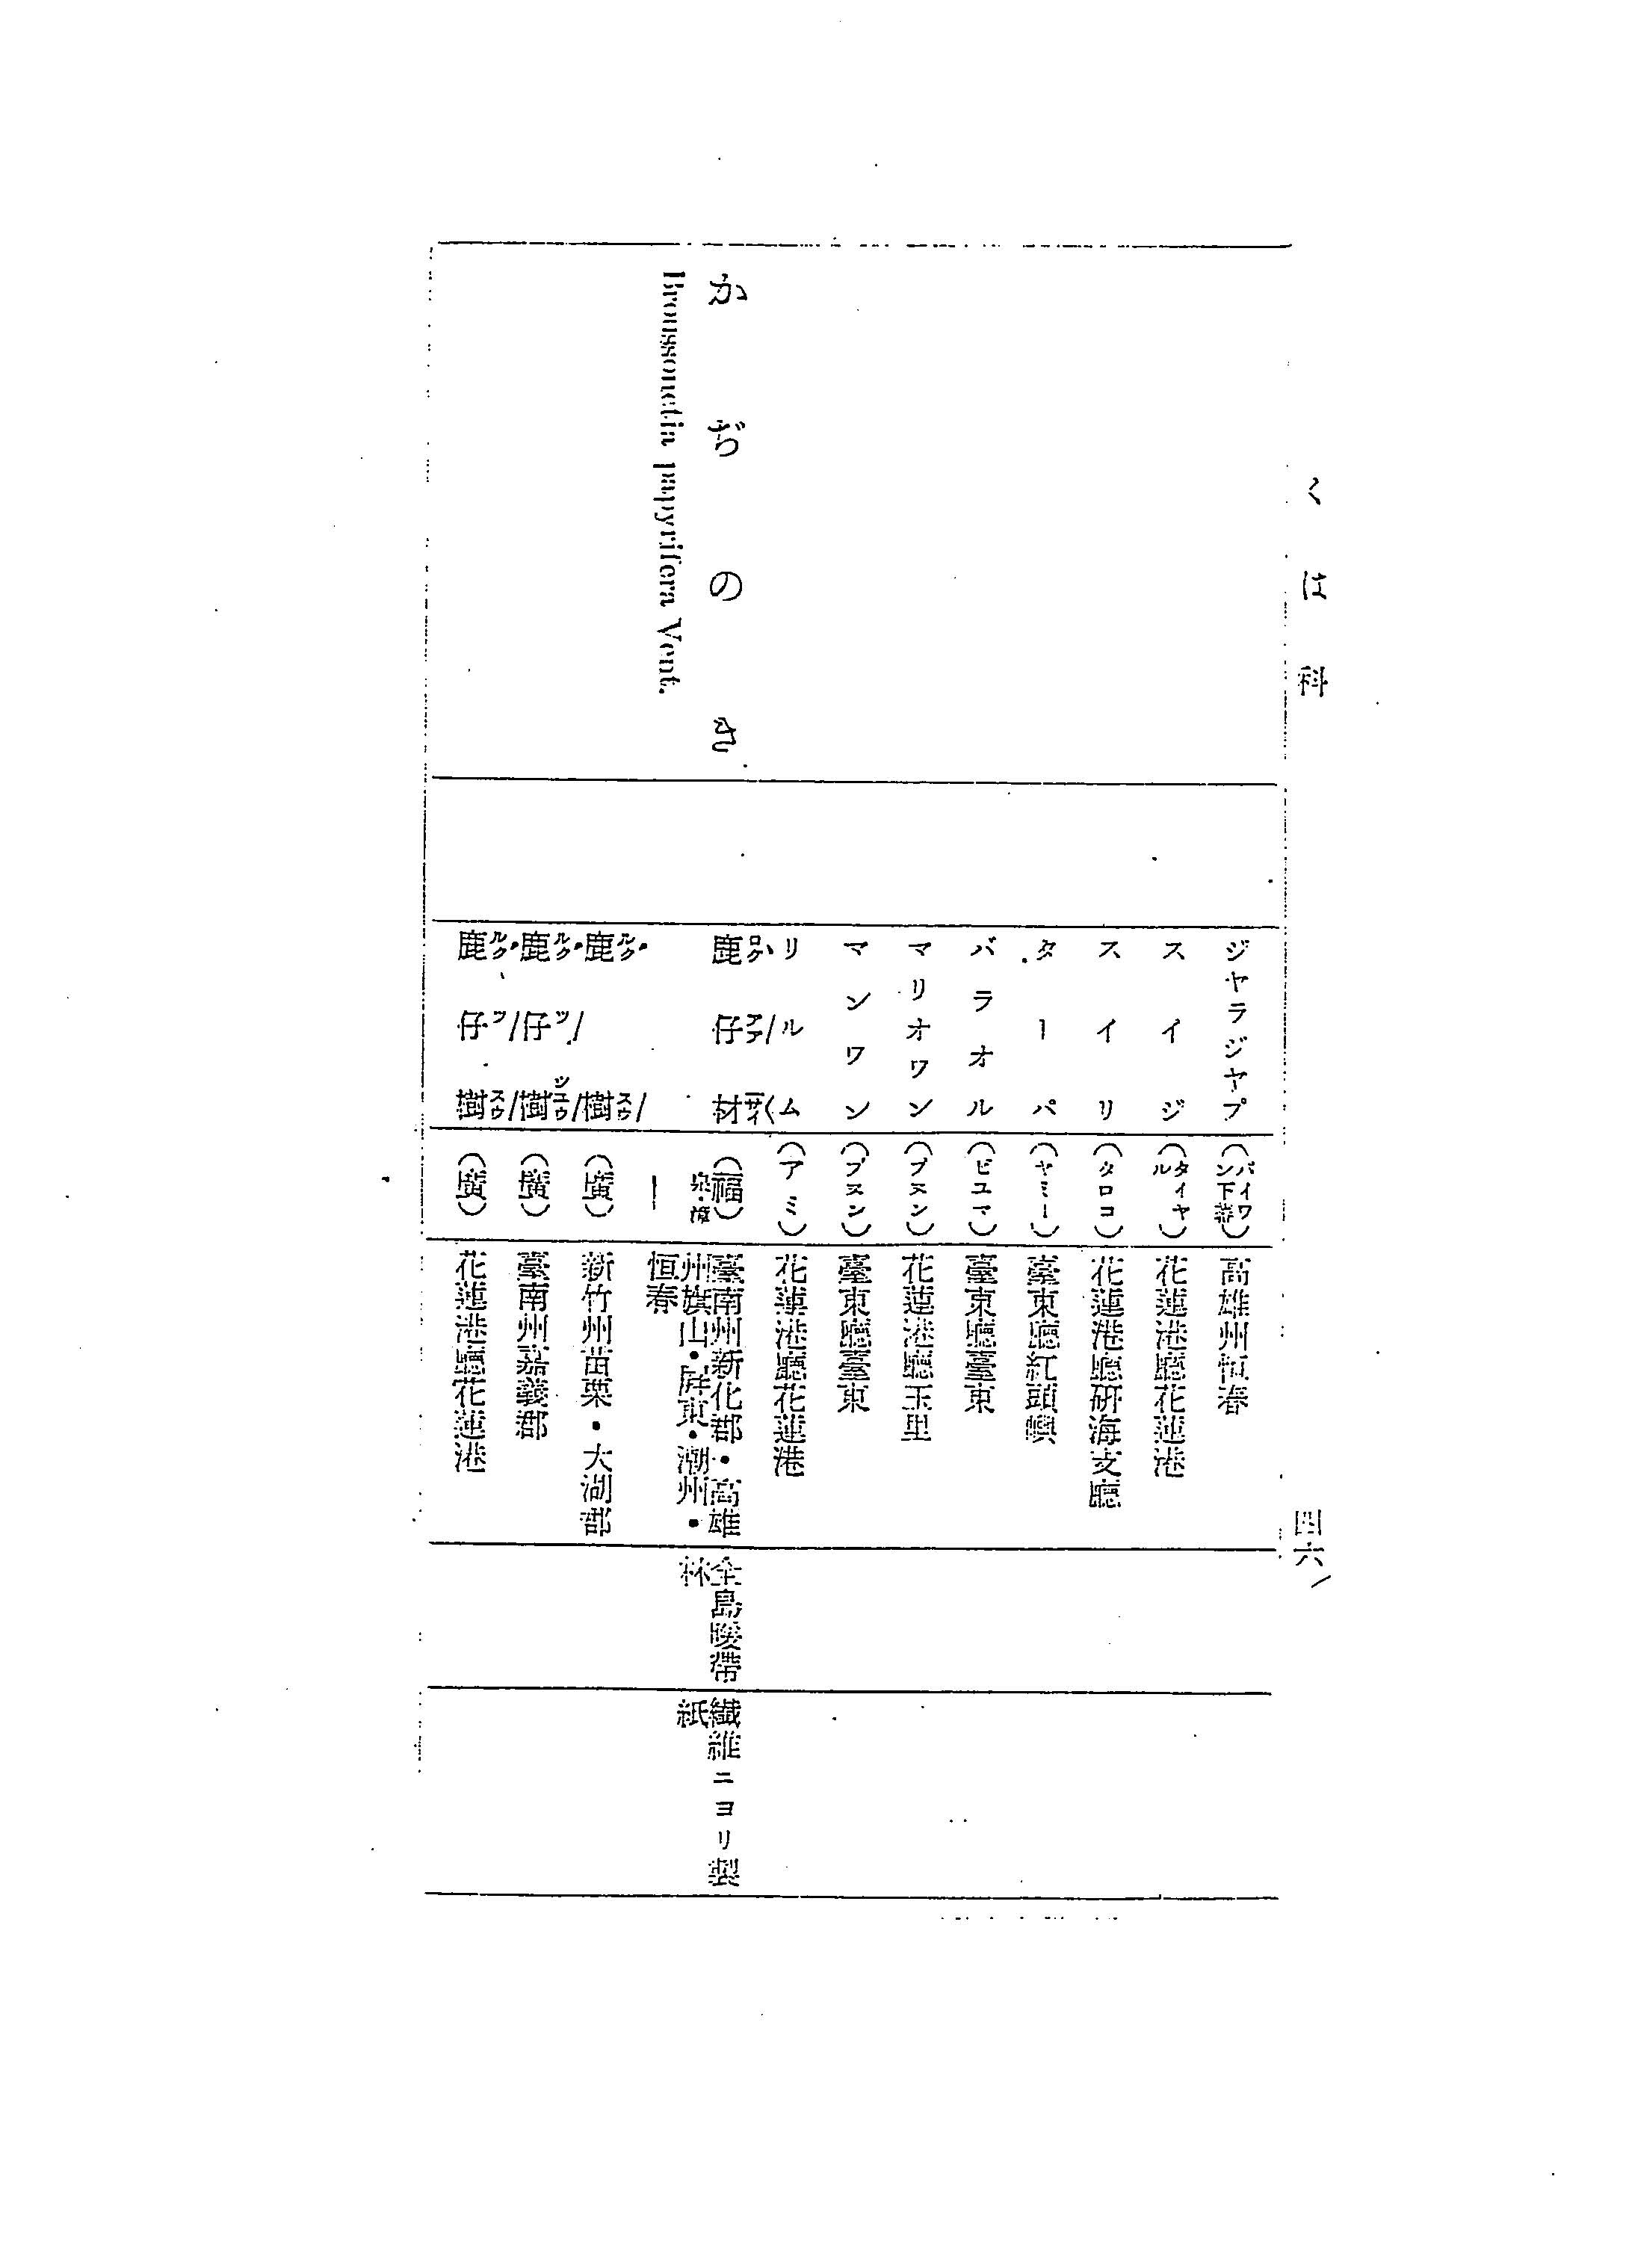 くは科
四六
ジヤラジヤプ(パイワン下蕃)高雄州恒春
スイジ(タイヤル)花蓮港廳花蓮港
スイリ(タロコ)花蓮港廳研海支廳
ターパ(ヤミー)臺東廳紅頭嶼
バラオル(ピユマ)臺東廳臺東
マリオワン(ブヌン)花蓮港廳玉里
マンワン(ブヌン)臺東廳臺東
リルム(アミ)花蓮港廳花蓮港
かぢのき
Broussonetia papyrifera Vent.
鹿仔材(福)泉・漳
臺南州新化郡・高雄
州旗山・屏東・潮州・
恒春
全島暖帶
林
纖維ニヨリ製
紙
鹿樹(廣)新竹州苗栗・大湖郡
鹿仔樹(廣)臺南州嘉義郡
鹿仔樹(廣)花蓮港廳花蓮港